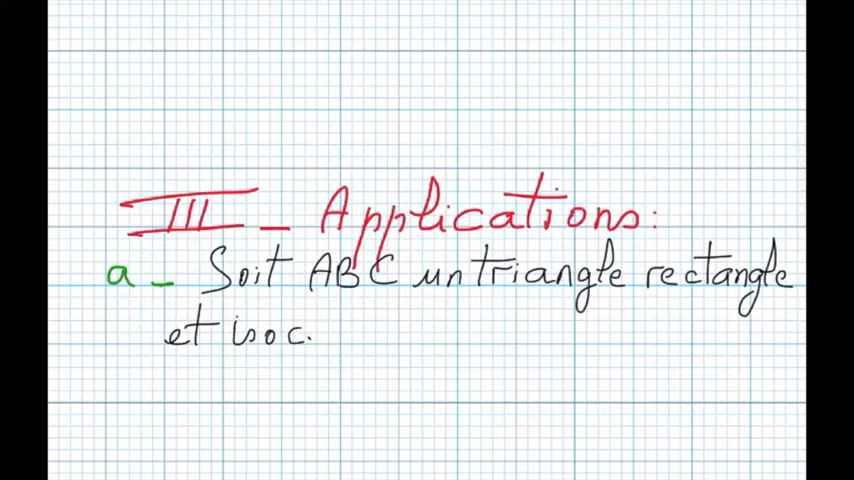 III _ Applications:
a _ Soit ABC un triangle rectangle
et isoc.